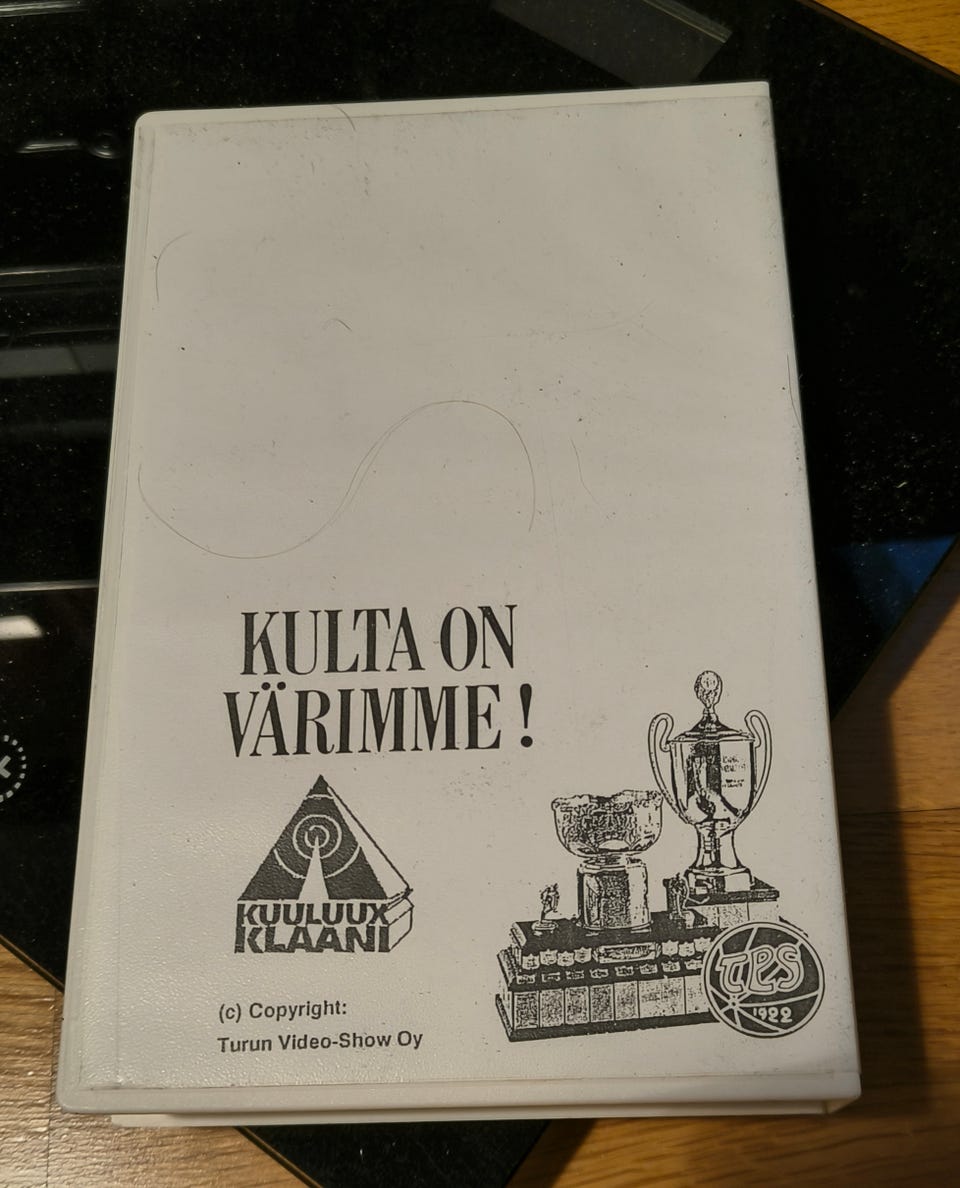 KULTA ON
VÄRIMME !
KUULUUX
KLAANI
(c) Copyright:
Turun Video-Show Oy
TPS
1922